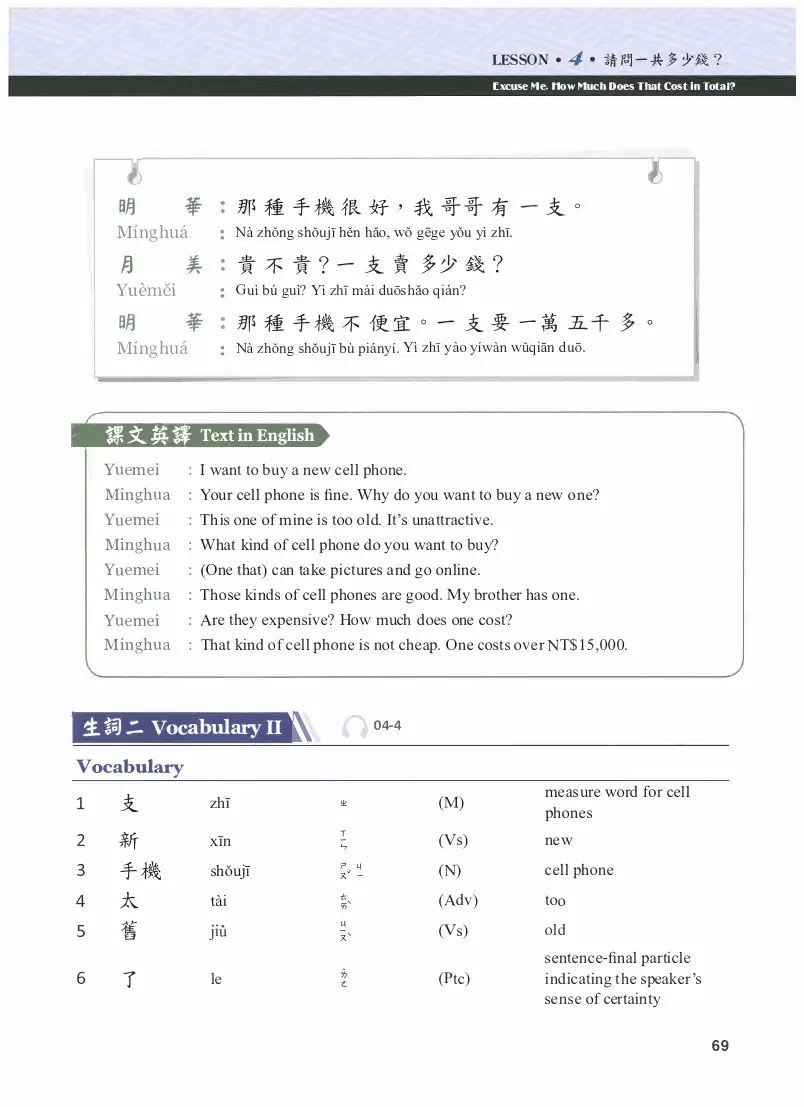 LESSON • 4 • 請問一共多少錢？
Excuse Me. How Much Does That Cost in Total?
明 華：那種手機很好，我哥哥有一支。
Mínghuá : Nà zhǒng shǒujī hěn hǎo, wǒ gēge yǒu yì zhī.
月 美：貴不貴？一支賣多少錢？
Yuèměi : Guì bú guì? Yì zhī mài duōshǎo qián?
明 華：那種手機不便宜。一支要一萬五千多。
Mínghuá : Nà zhǒng shǒujī bù piányí. Yì zhī yào yíwàn wǔqiān duō.
課文英譯 Text in English
Yuemei : I want to buy a new cell phone.
Minghua : Your cell phone is fine. Why do you want to buy a new one?
Yuemei : This one of mine is too old. It's unattractive.
Minghua : What kind of cell phone do you want to buy?
Yuemei : (One that) can take pictures and go online.
Minghua : Those kinds of cell phones are good. My brother has one.
Yuemei : Are they expensive? How much does one cost?
Minghua : That kind of cell phone is not cheap. One costs over NT$15,000.
生詞二 Vocabulary II 04-4
Vocabulary
1 支 zhī ㄓ (M) measure word for cell
phones
2 新 xīn ㄒㄧㄣ (Vs) new
3 手機 shǒujī ㄕㄡˇ ㄐㄧ (N) cell phone
4 太 tài ㄊㄞˋ (Adv) too
5 舊 jiù ㄐㄧㄡˋ (Vs) old
6 了 le ˙ㄌㄜ (Ptc) sentence-final particle
indicating the speaker's
sense of certainty
69